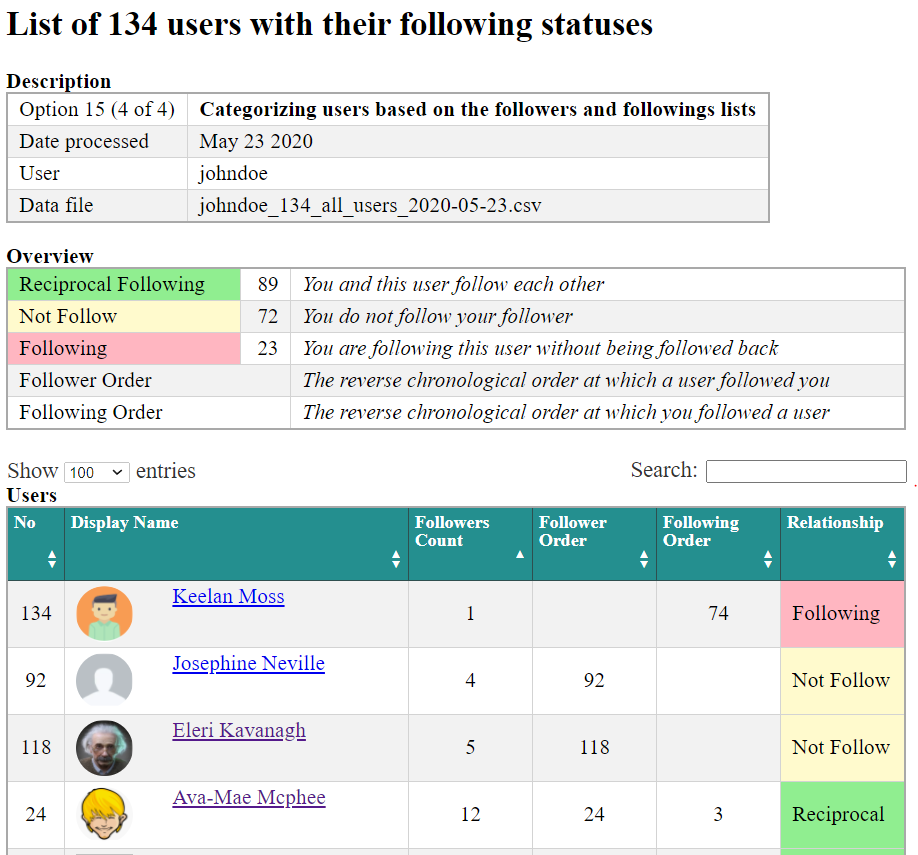 List of 134 users with their following statuses
Description
Option 15 (4 of 4) Categorizing users based on the followers and followings lists
Date processed May 23 2020
User johndoe
Data file johndoe_134_all_users_2020-05-23.csv
Overview
Reciprocal Following 89 You and this user follow each other
Not Follow 72 You do not follow your follower
Following 23 You are following this user without being followed back
Follower Order The reverse chronological order at which a user followed you
Following Order The reverse chronological order at which you followed a user
Show 100 entries Search:
Users
No Display Name Followers Count Follower Order Following Order Relationship
134 Keelan Moss 1 74 Following
92 Josephine Neville 4 92 Not Follow
118 Eleri Kavanagh 5 118 Not Follow
24 Ava-Mae Mcphee 12 24 3 Reciprocal